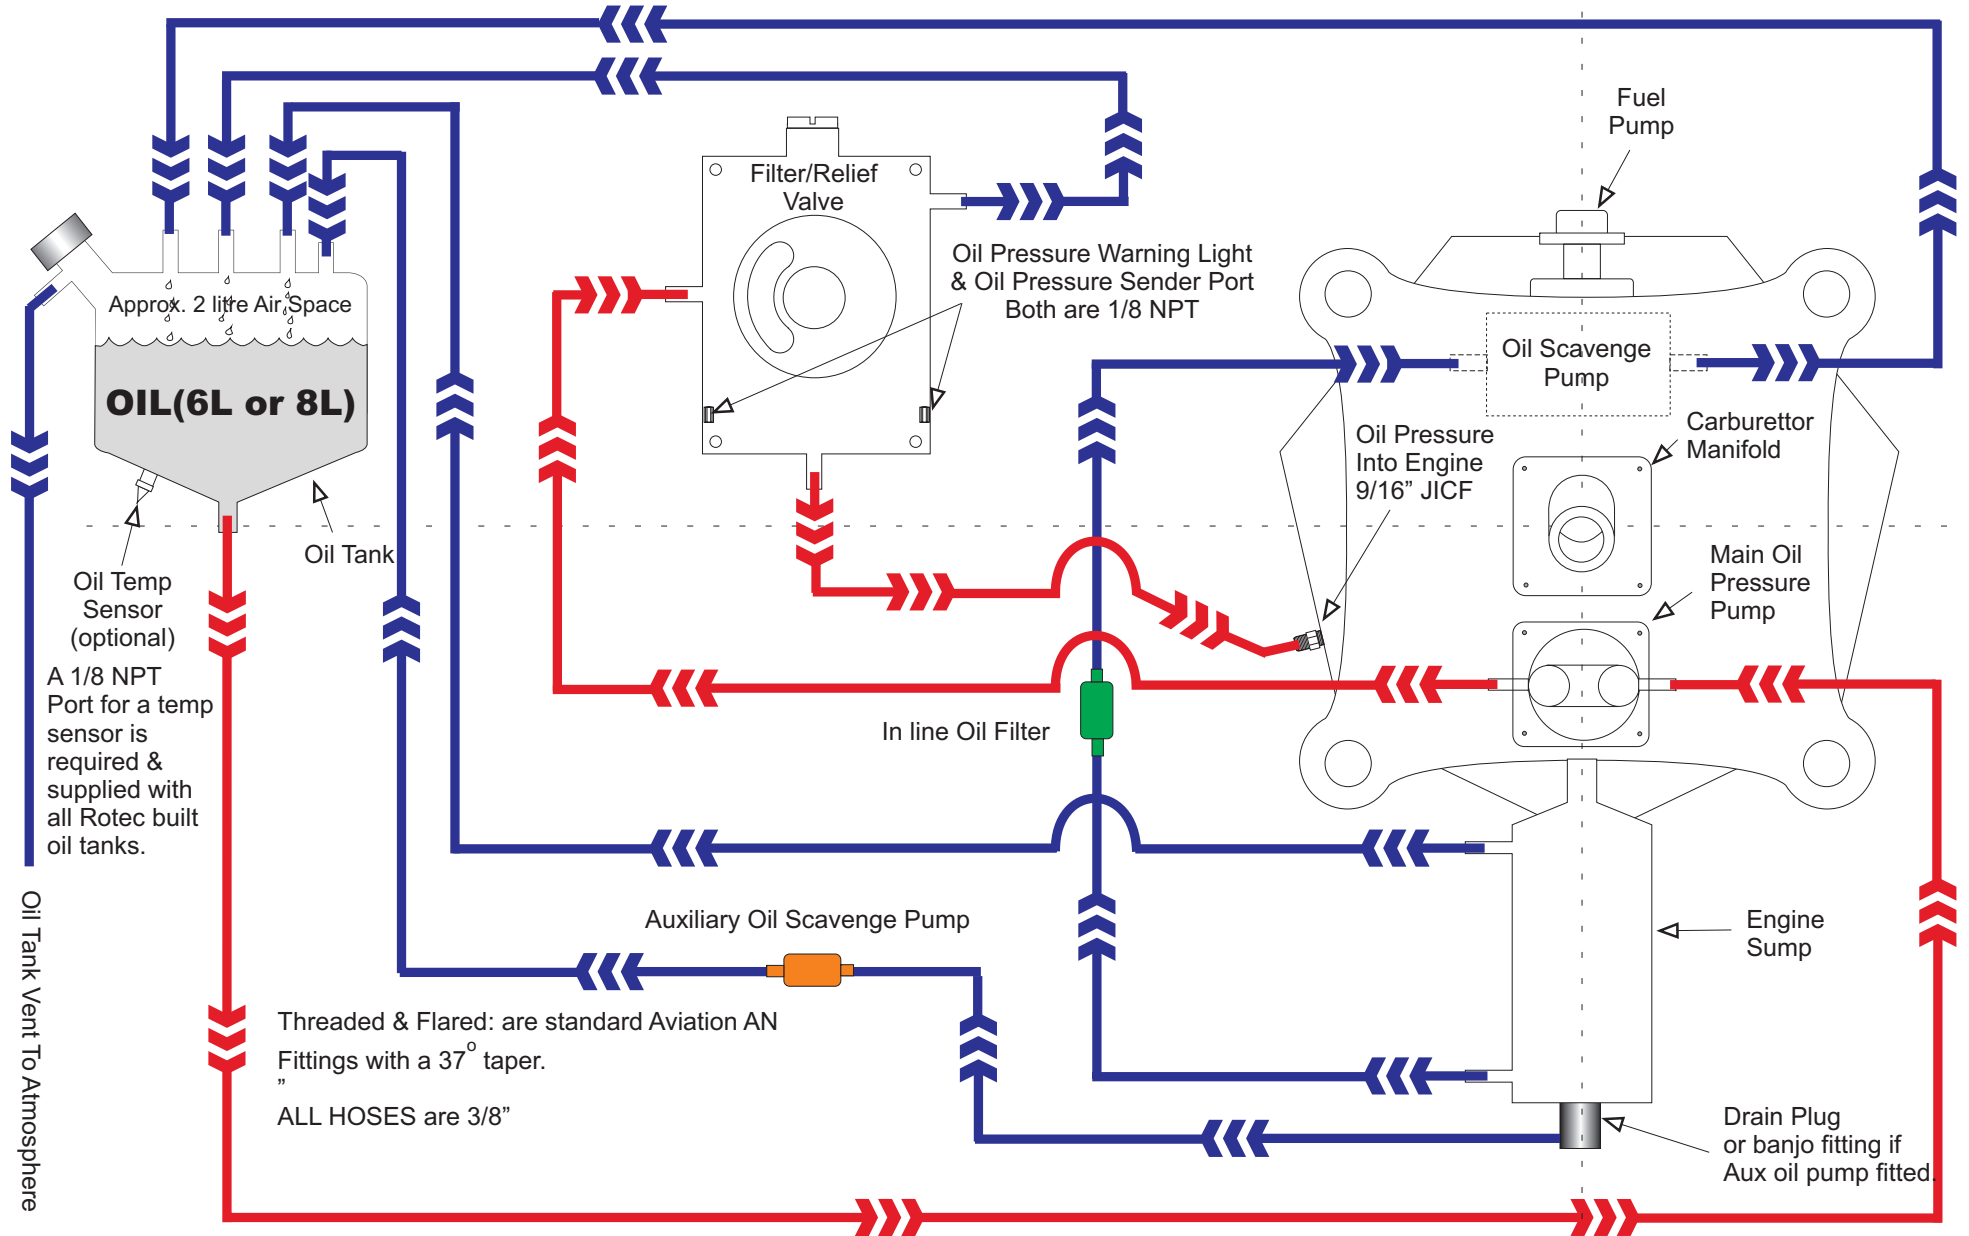 Fuel
Pump
Filter/Relief
Valve
Oil Pressure Warning Light
& Oil Pressure Sender Port
Both are 1/8 NPT
Approx. 2 litre Air Space
OIL(6L or 8L)
Oil Scavenge
Pump
Carburettor
Manifold
Oil Pressure
Into Engine
9/16” JICF
Oil Tank
Oil Temp
Sensor
(optional)
Main Oil
Pressure
Pump
A 1/8 NPT
Port for a temp
sensor is
required &
supplied with
all Rotec built
oil tanks.
In line Oil Filter
Oil Tank Vent To Atmosphere
Auxiliary Oil Scavenge Pump
Engine
Sump
Threaded & Flared: are standard Aviation AN
Fittings with a 37o taper.
”
ALL HOSES are 3/8”
Drain Plug
or banjo fitting if
Aux oil pump fitted.